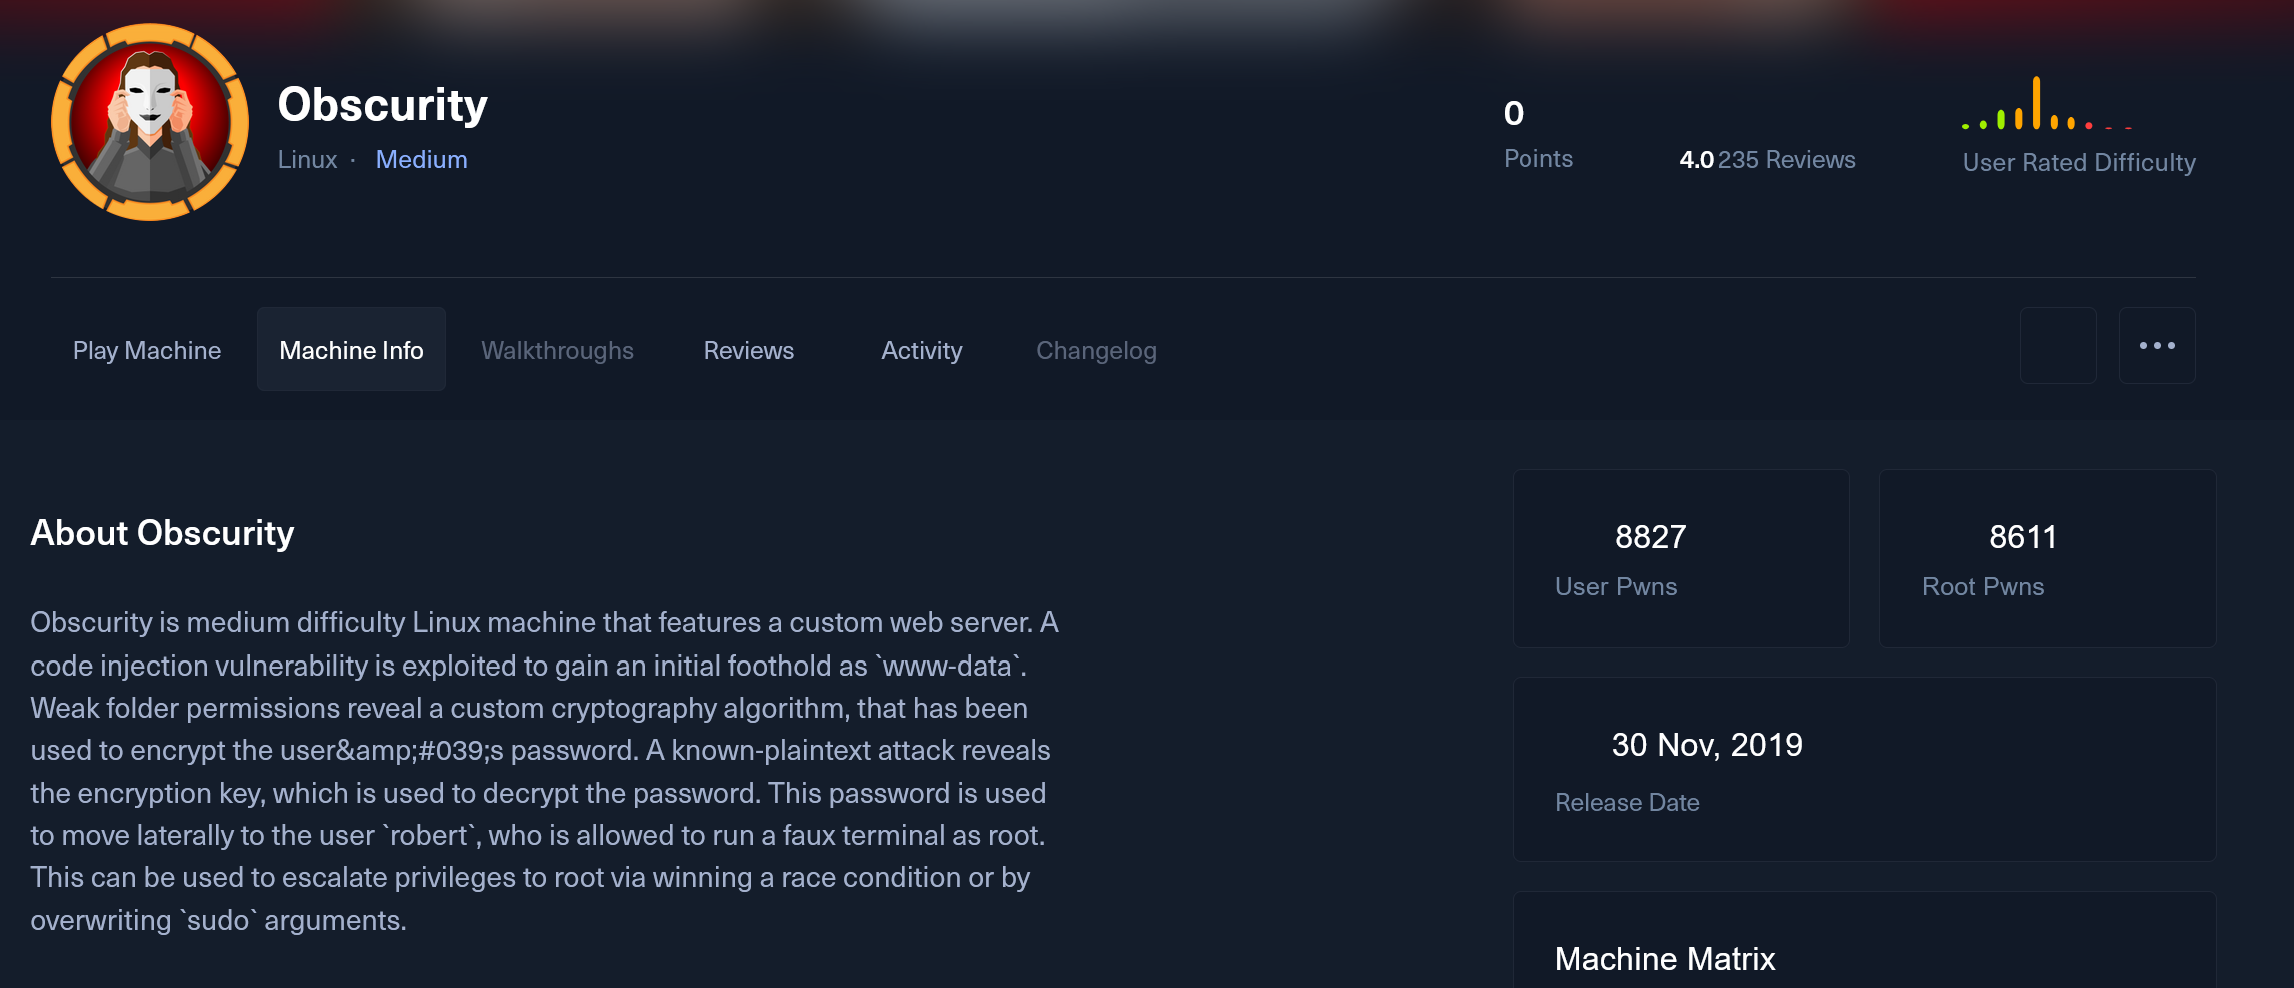 Obscurity
Linux · Medium
0
Points
4.0 235 Reviews
User Rated Difficulty
Play Machine
Machine Info
Walkthroughs
Reviews
Activity
Changelog
About Obscurity
Obscurity is medium difficulty Linux machine that features a custom web server. A
code injection vulnerability is exploited to gain an initial foothold as `www-data`.
Weak folder permissions reveal a custom cryptography algorithm, that has been
used to encrypt the user&amp;#039;s password. A known-plaintext attack reveals
the encryption key, which is used to decrypt the password. This password is used
to move laterally to the user `robert`, who is allowed to run a faux terminal as root.
This can be used to escalate privileges to root via winning a race condition or by
overwriting `sudo` arguments.
8827
User Pwns
8611
Root Pwns
30 Nov, 2019
Release Date
Machine Matrix